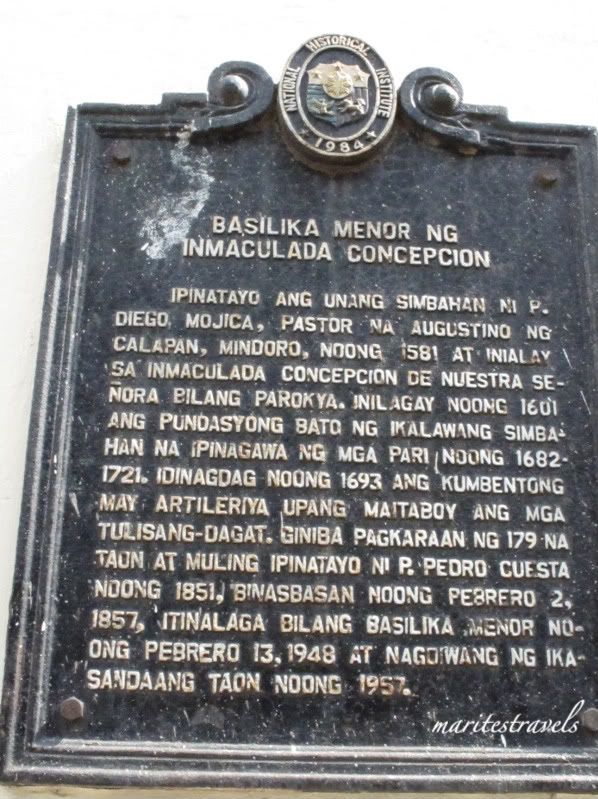 NATIONAL HISTORICAL INSTITUTE
1984
BASILIKA MENOR NG
INMACULADA CONCEPCION
IPINATAYO ANG UNANG SIMBAHAN NI P.
DIEGO MOJICA, PASTOR NA AUGUSTINO NG
CALAPAN, MINDORO, NOONG 1581 AT INIALAY
SA INMACULADA CONCEPCION DE NUESTRA SE-
ÑORA BILANG PAROKYA. INILAGAY NOONG 1601
ANG PUNDASYONG BATO NG IKALAWANG SIMBA-
HAN NA IPINAGAWA NG MGA PARI NOONG 1682-
1721. IDINAGDAG NOONG 1693 ANG KUMBENTONG
MAY ARTILERIYA UPANG MAITABOY ANG MGA
TULISANG-DAGAT. GINIBA PAGKARAAN NG 179 NA
TAON AT MULING IPINATAYO NI P. PEDRO CUESTA
NOONG 1851, BINASBASAN NOONG PEBRERO 2,
1857, ITINALAGA BILANG BASILIKA MENOR NO-
ONG PEBRERO 13, 1948 AT NAGDIWANG NG IKA-
SANDAANG TAON NOONG 1957.
maritestravels